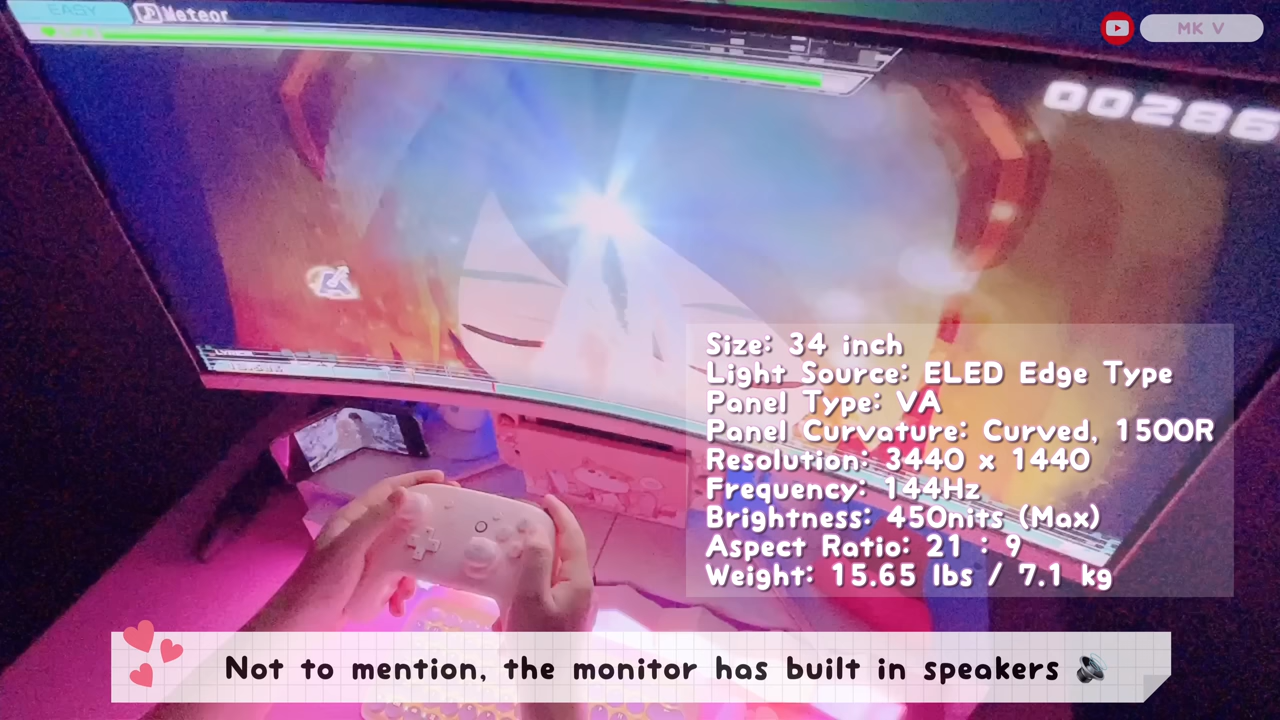 EASY
Meteor
MK V
00286
Size: 34 inch
Light Source: ELED Edge Type
Panel Type: VA
Panel Curvature: Curved, 1500R
Resolution: 3440 x 1440
Frequency: 144Hz
Brightness: 450nits (Max)
Aspect Ratio: 21 : 9
Weight: 15.65 lbs / 7.1 kg
Not to mention, the monitor has built in speakers 🔊